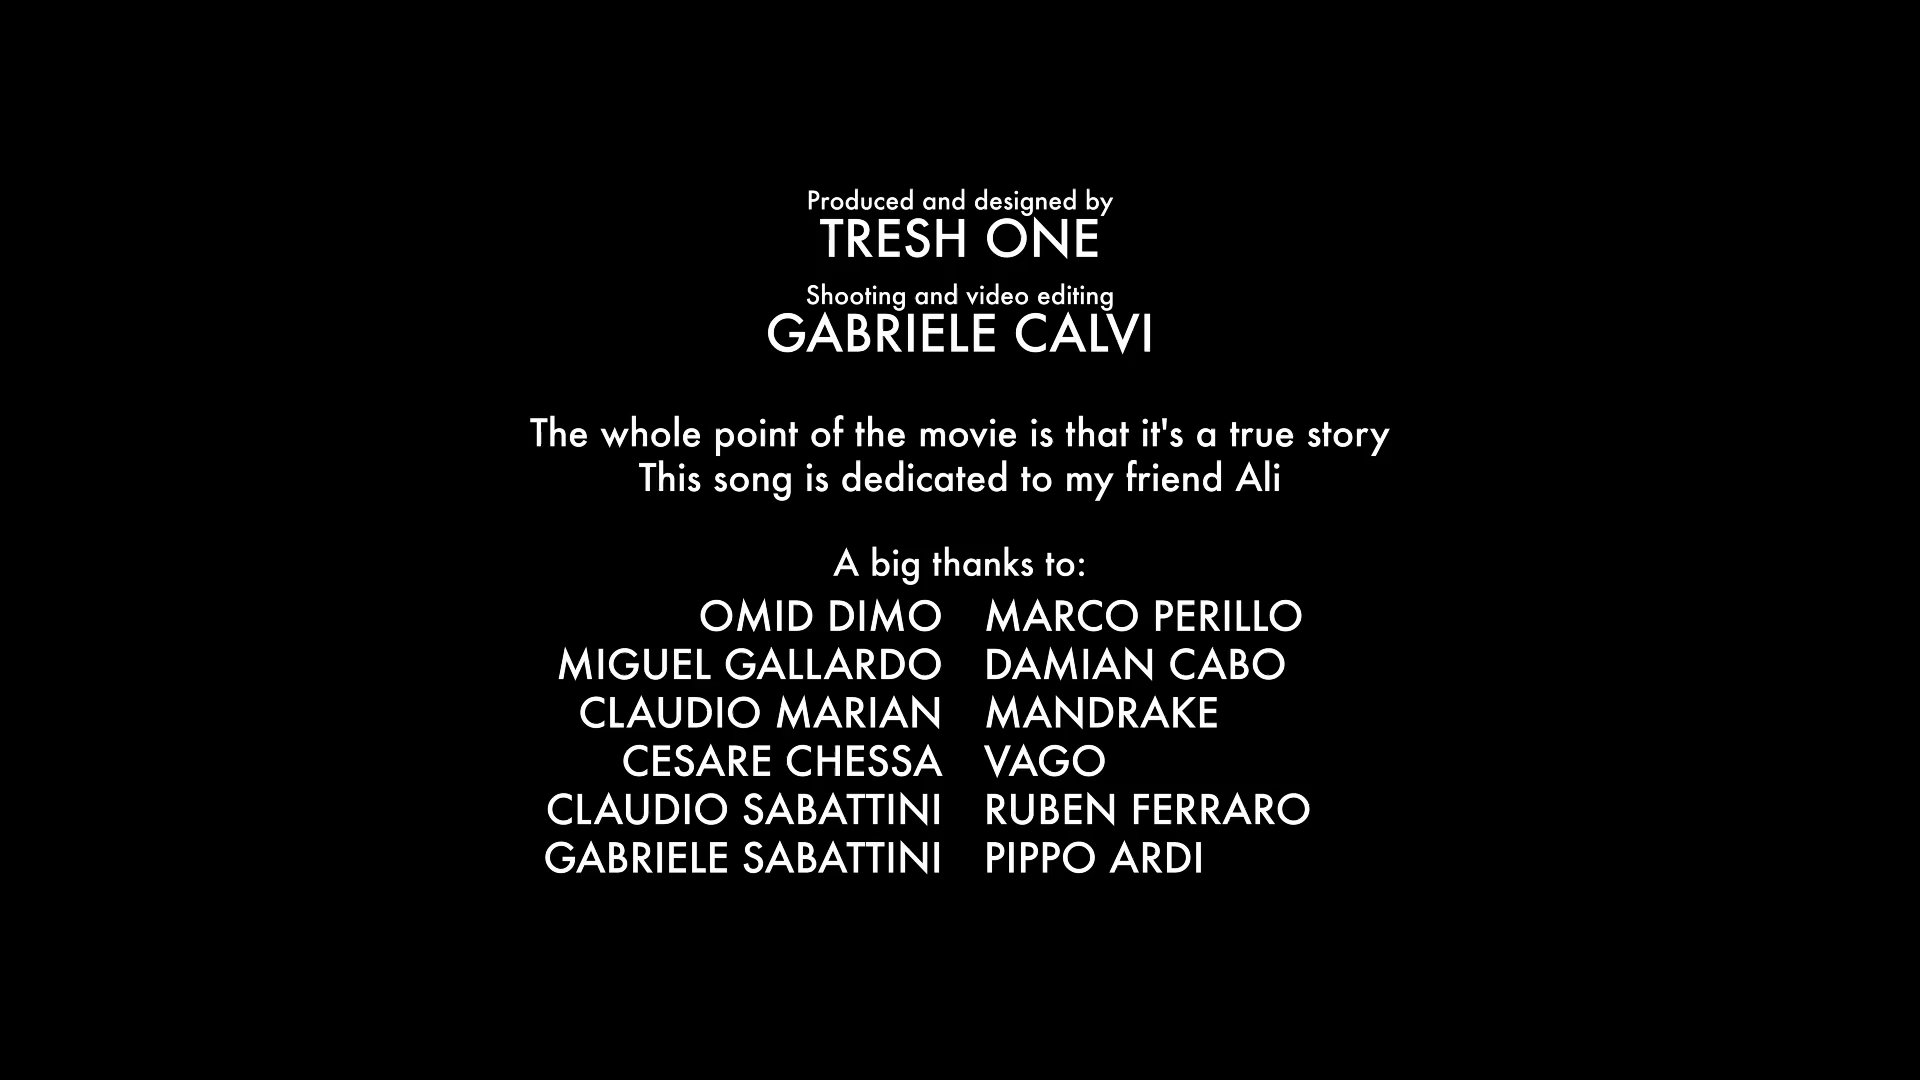 Produced and designed by
TRESH ONE
Shooting and video editing
GABRIELE CALVI
The whole point of the movie is that it's a true story
This song is dedicated to my friend Ali
A big thanks to:
OMID DIMO MARCO PERILLO
MIGUEL GALLARDO DAMIAN CABO
CLAUDIO MARIAN MANDRAKE
CESARE CHESSA VAGO
CLAUDIO SABATTINI RUBEN FERRARO
GABRIELE SABATTINI PIPPO ARDI